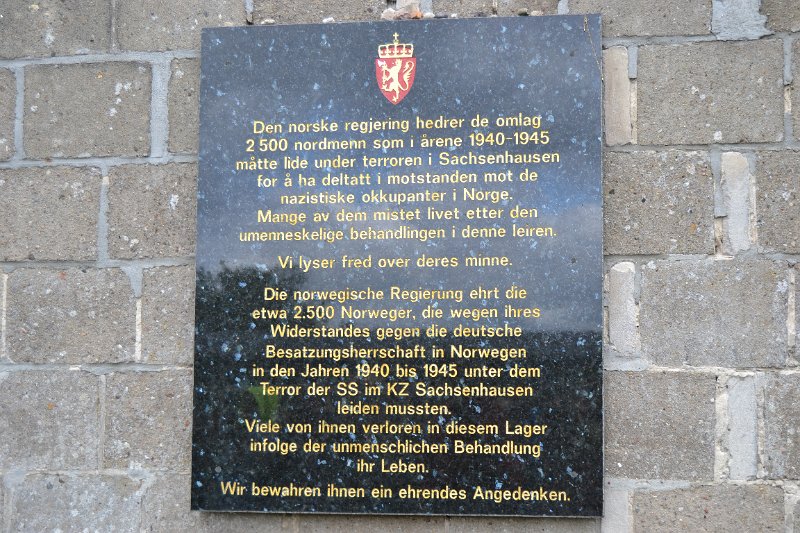 Den norske regjering hedrer de omlag
2 500 nordmenn som i årene 1940-1945
måtte lide under terroren i Sachsenhausen
for å ha deltatt i motstanden mot de
nazistiske okkupanter i Norge.
Mange av dem mistet livet etter den
umenneskelige behandlingen i denne leiren.
Vi lyser fred over deres minne.
Die norwegische Regierung ehrt die
etwa 2.500 Norweger, die wegen ihres
Widerstandes gegen die deutsche
Besatzungsherrschaft in Norwegen
in den Jahren 1940 bis 1945 unter dem
Terror der SS im KZ Sachsenhausen
leiden mussten.
Viele von ihnen verloren in diesem Lager
infolge der unmenschlichen Behandlung
ihr Leben.
Wir bewahren ihnen ein ehrendes Angedenken.